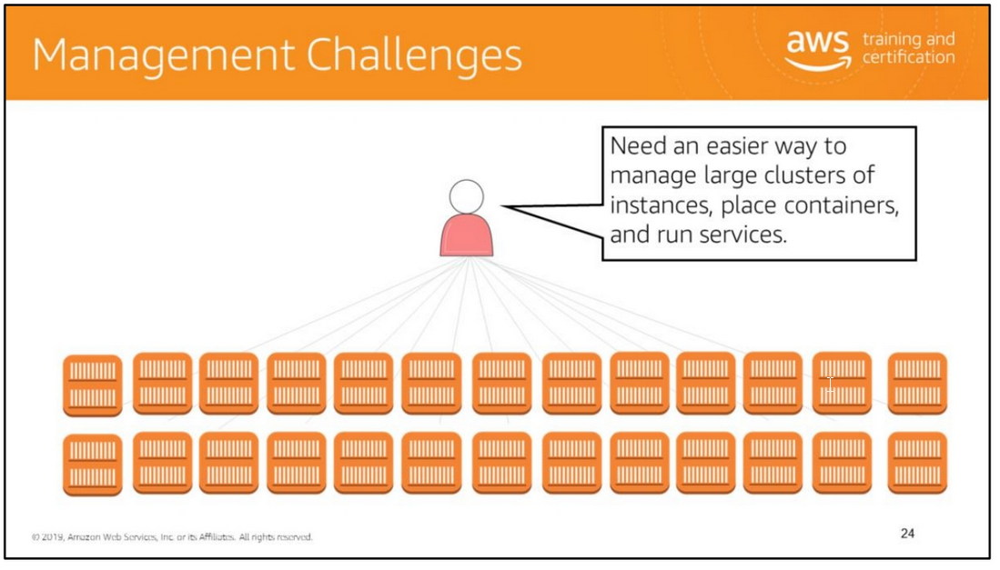 Management Challenges
aws training and
certification
Need an easier way to
manage large clusters of
instances, place containers,
and run services.
© 2019, Amazon Web Services, Inc. or its Affiliates. All rights reserved.
24